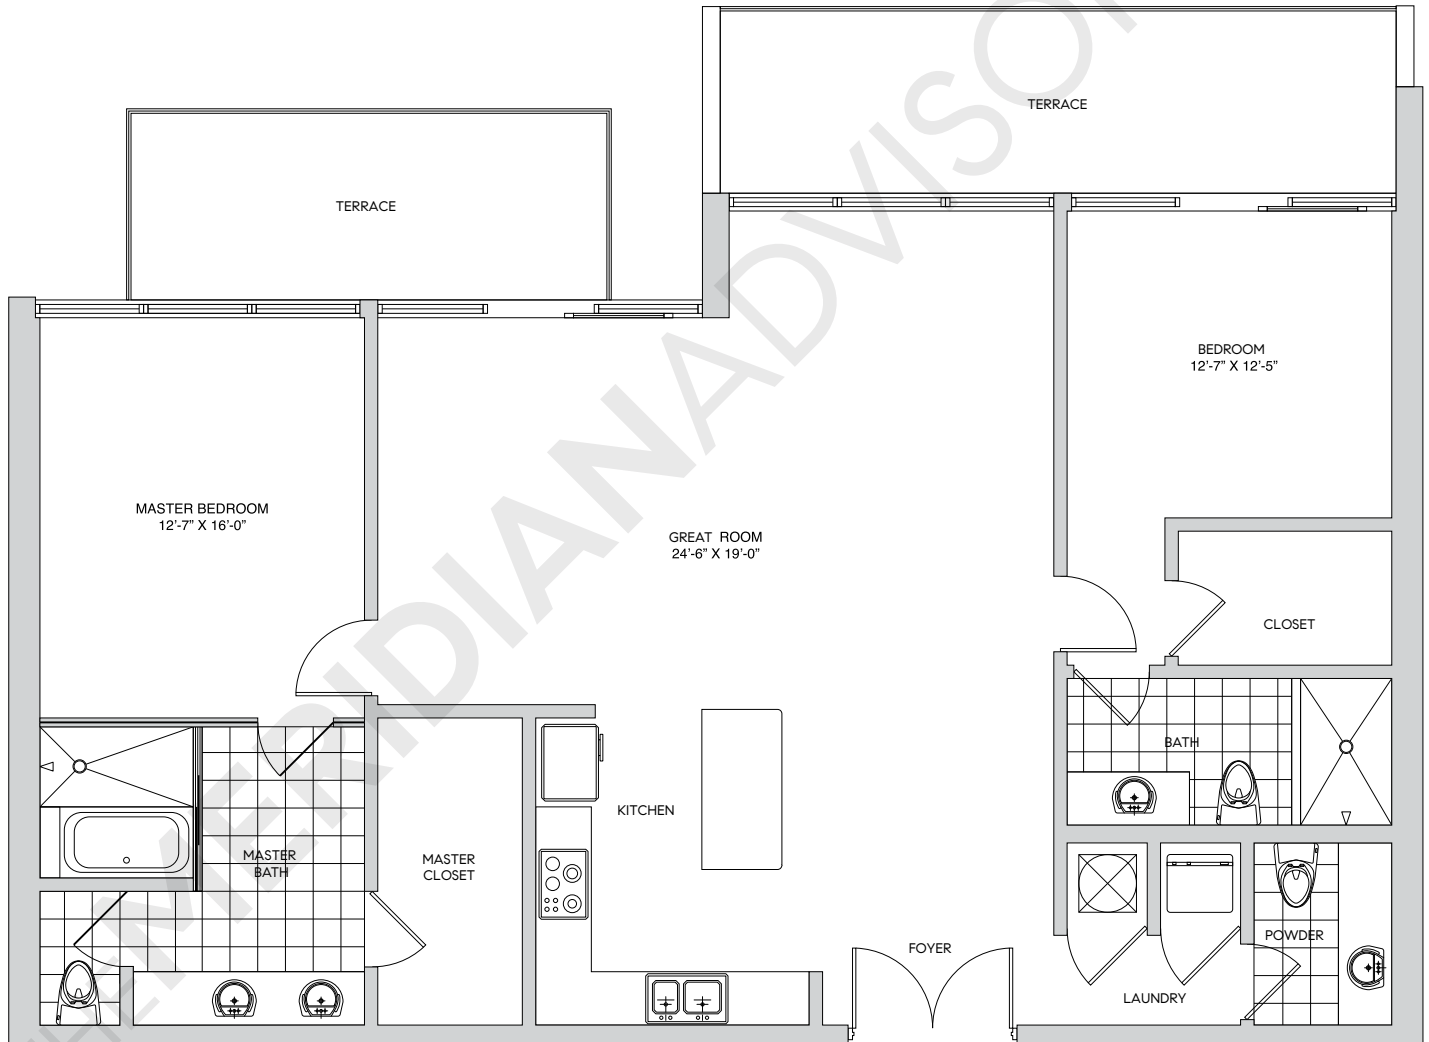 TERRACE
TERRACE
BEDROOM
12'-7" X 12'-5"
MASTER BEDROOM
12'-7" X 16'-0"
GREAT ROOM
24'-6" X 19'-0"
CLOSET
BATH
KITCHEN
MASTER
BATH
MASTER
CLOSET
POWDER
FOYER
LAUNDRY
THEMERIDIANADVISOR